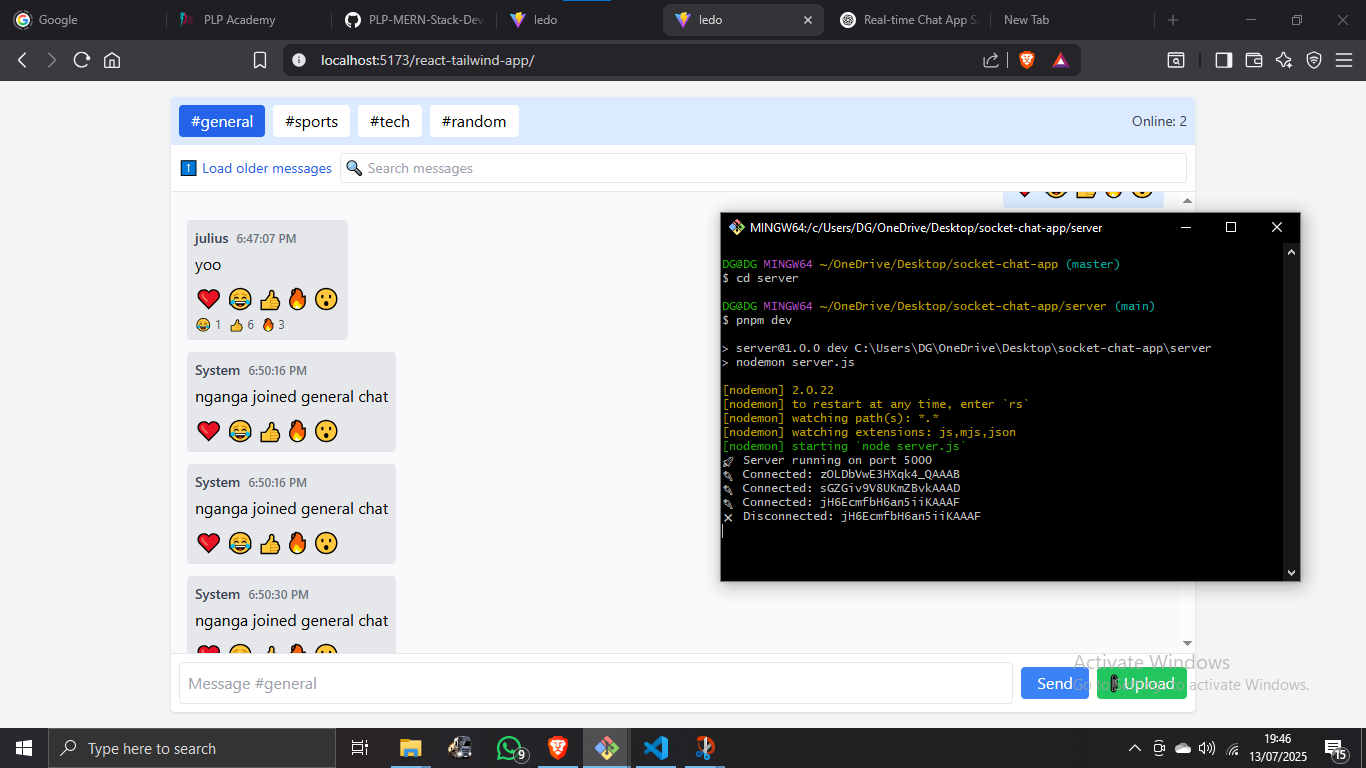 Google
PLP Academy
PLP-MERN-Stack-Dev
ledo
ledo
Real-time Chat App S
New Tab
localhost:5173/react-tailwind-app/
#general
#sports
#tech
#random
Online: 2
Load older messages
Search messages
julius 6:47:07 PM
yoo
1 6 3
System 6:50:16 PM
nganga joined general chat
System 6:50:16 PM
nganga joined general chat
System 6:50:30 PM
nganga joined general chat
MINGW64:/c/Users/DG/OneDrive/Desktop/socket-chat-app/server
DG@DG MINGW64 ~/OneDrive/Desktop/socket-chat-app (master)
$ cd server
DG@DG MINGW64 ~/OneDrive/Desktop/socket-chat-app/server (main)
$ pnpm dev
> server@1.0.0 dev C:\Users\DG\OneDrive\Desktop\socket-chat-app\server
> nodemon server.js
[nodemon] 2.0.22
[nodemon] to restart at any time, enter `rs`
[nodemon] watching path(s): *.*
[nodemon] watching extensions: js,mjs,json
[nodemon] starting `node server.js`
Server running on port 5000
Connected: zOLDbVwE3HXqk4_QAAAB
Connected: sGZGiv9V8UKmZBvkAAAD
Connected: jH6EcmfbH6an5iiKAAAF
Disconnected: jH6EcmfbH6an5iiKAAAF
Message #general
Send
Upload
Activate Windows
Go to Settings to activate Windows.
Type here to search
9
19:46
13/07/2025
15